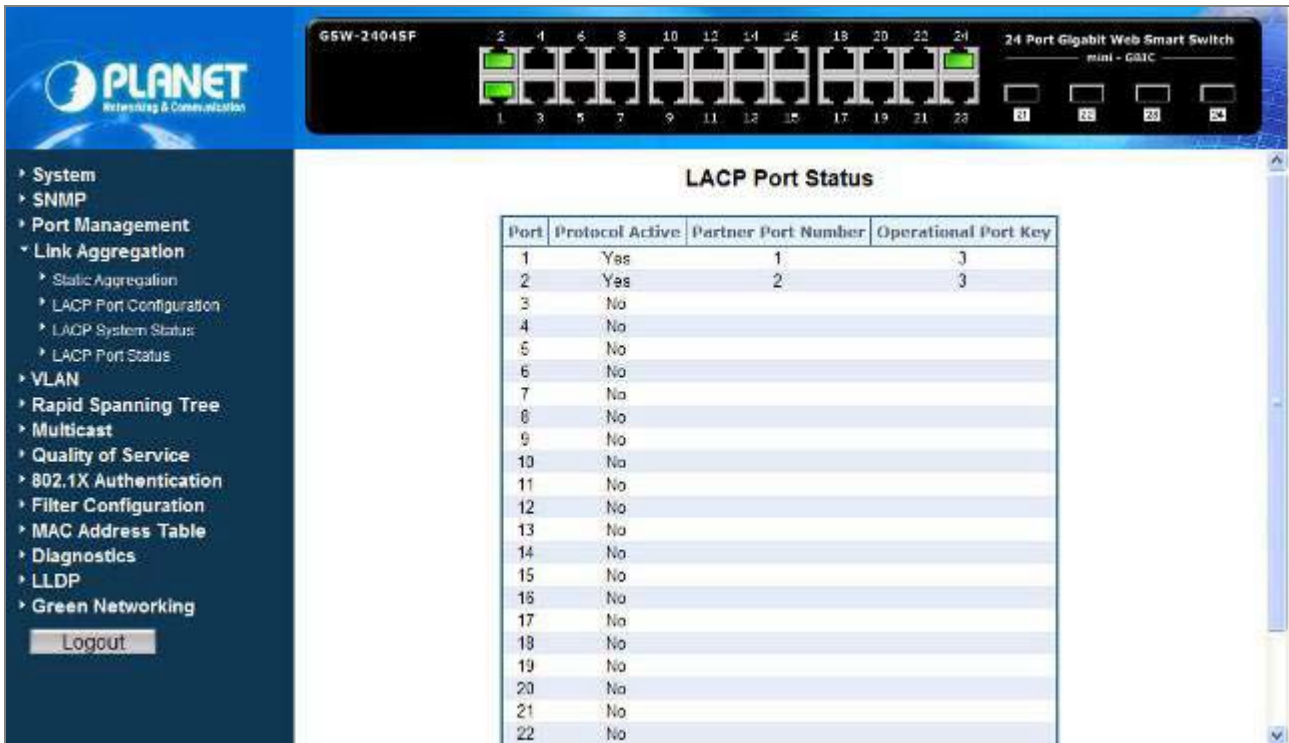 PLANET
Networking & Communication
GSW-2404SF
2 4 6 8 10 12 14 16 18 20 22 24
1 3 5 7 9 11 13 15 17 19 21 23
24 Port Gigabit Web Smart Switch
mini - GBIC
21 22 23 24
System
SNMP
Port Management
Link Aggregation
Static Aggregation
LACP Port Configuration
LACP System Status
LACP Port Status
VLAN
Rapid Spanning Tree
Multicast
Quality of Service
802.1X Authentication
Filter Configuration
MAC Address Table
Diagnostics
LLDP
Green Networking
Logout
LACP Port Status
Port Protocol Active Partner Port Number Operational Port Key
1 Yes 1 3
2 Yes 2 3
3 No
4 No
5 No
6 No
7 No
8 No
9 No
10 No
11 No
12 No
13 No
14 No
15 No
16 No
17 No
18 No
19 No
20 No
21 No
22 No